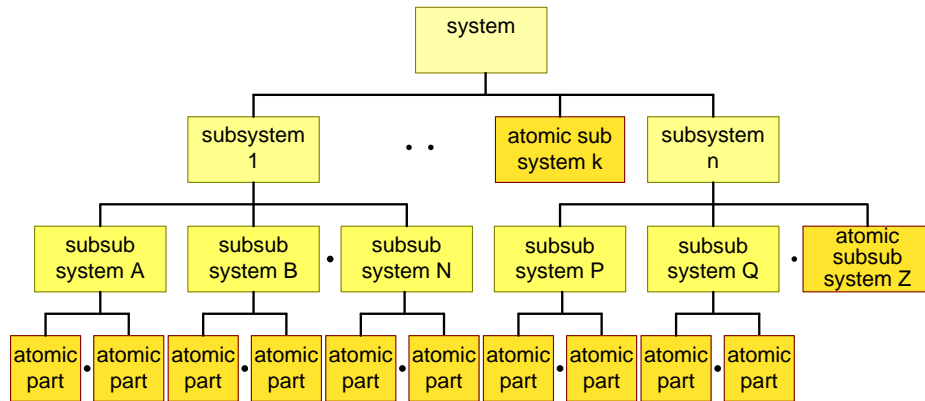 system
subsystem
1
atomic sub
system k
subsystem
n
subsub
system A
subsub
system B
subsub
system N
subsub
system P
subsub
system Q
atomic
subsub
system Z
atomic
part
atomic
part
atomic
part
atomic
part
atomic
part
atomic
part
atomic
part
atomic
part
atomic
part
atomic
part